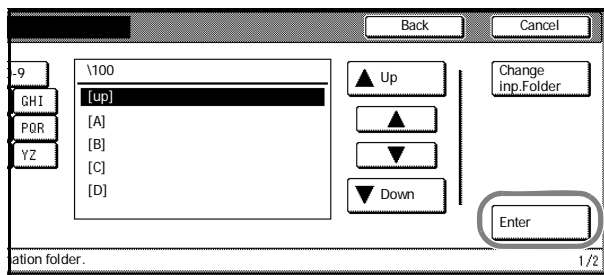 Back
Cancel
-9
GHI
PQR
YZ
\100
[up]
[A]
[B]
[C]
[D]
Up
Down
Change
inp.Folder
Enter
ation folder.
1/2